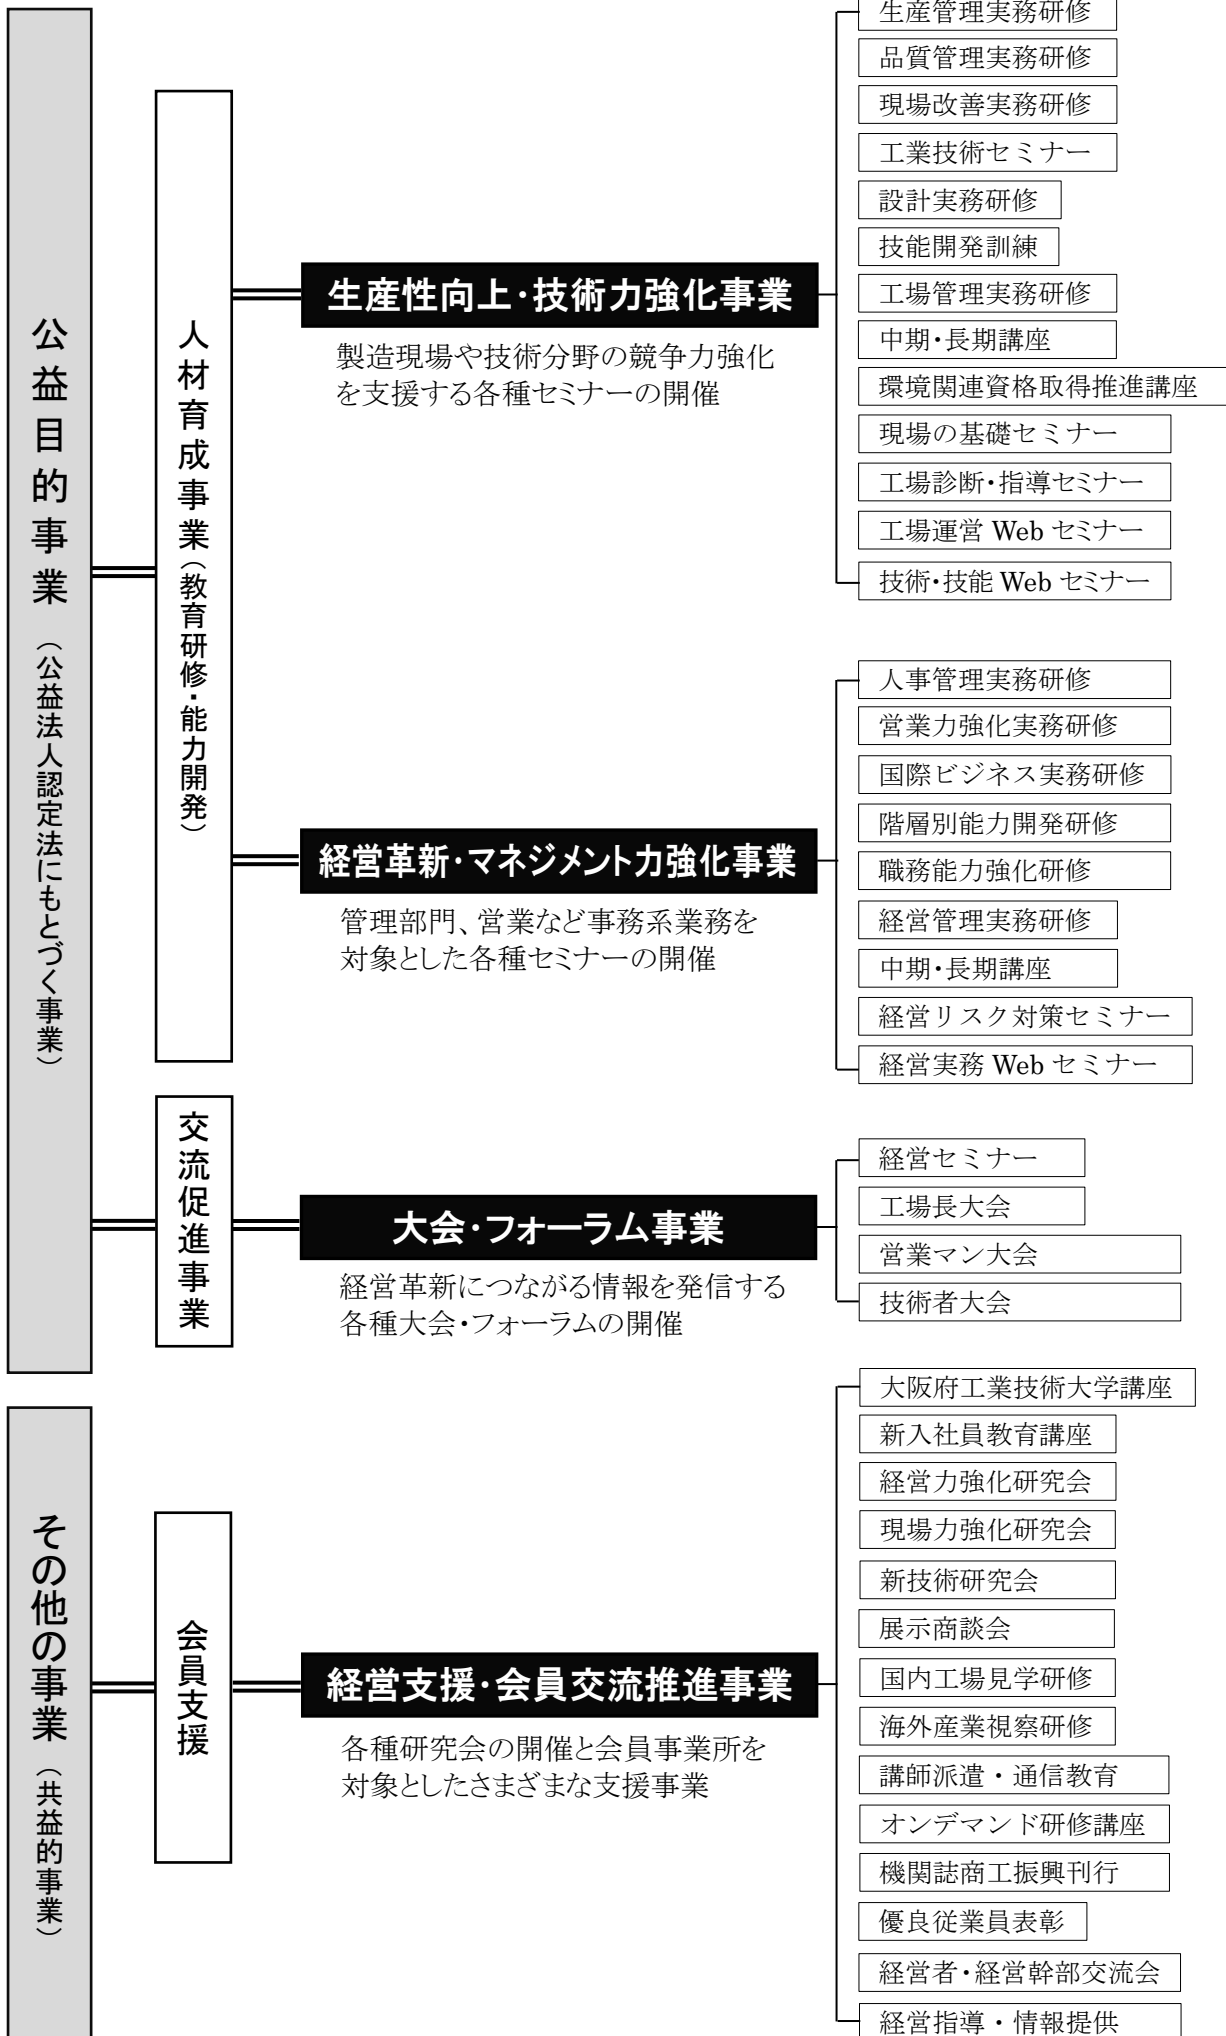 公益目的事業(公益法人認定法にもとづく事業)
人材育成事業(教育研修・能力開発)
生産性向上・技術力強化事業
製造現場や技術分野の競争力強化
を支援する各種セミナーの開催
生産管理実務研修
品質管理実務研修
現場改善実務研修
工業技術セミナー
設計実務研修
技能開発訓練
工場管理実務研修
中期・長期講座
環境関連資格取得推進講座
現場の基礎セミナー
工場診断・指導セミナー
工場運営 Web セミナー
技術・技能 Web セミナー
経営革新・マネジメント力強化事業
管理部門、営業など事務系業務を
対象とした各種セミナーの開催
人事管理実務研修
営業力強化実務研修
国際ビジネス実務研修
階層別能力開発研修
職務能力強化研修
経営管理実務研修
中期・長期講座
経営リスク対策セミナー
経営実務 Web セミナー
交流促進事業
大会・フォーラム事業
経営革新につながる情報を発信する
各種大会・フォーラムの開催
経営セミナー
工場長大会
営業マン大会
技術者大会
その他の事業(共益的事業)
会員支援
経営支援・会員交流推進事業
各種研究会の開催と会員事業所を
対象としたさまざまな支援事業
大阪府工業技術大学講座
新入社員教育講座
経営力強化研究会
現場力強化研究会
新技術研究会
展示商談会
国内工場見学研修
海外産業視察研修
講師派遣・通信教育
オンデマンド研修講座
機関誌商工振興刊行
優良従業員表彰
経営者・経営幹部交流会
経営指導・情報提供